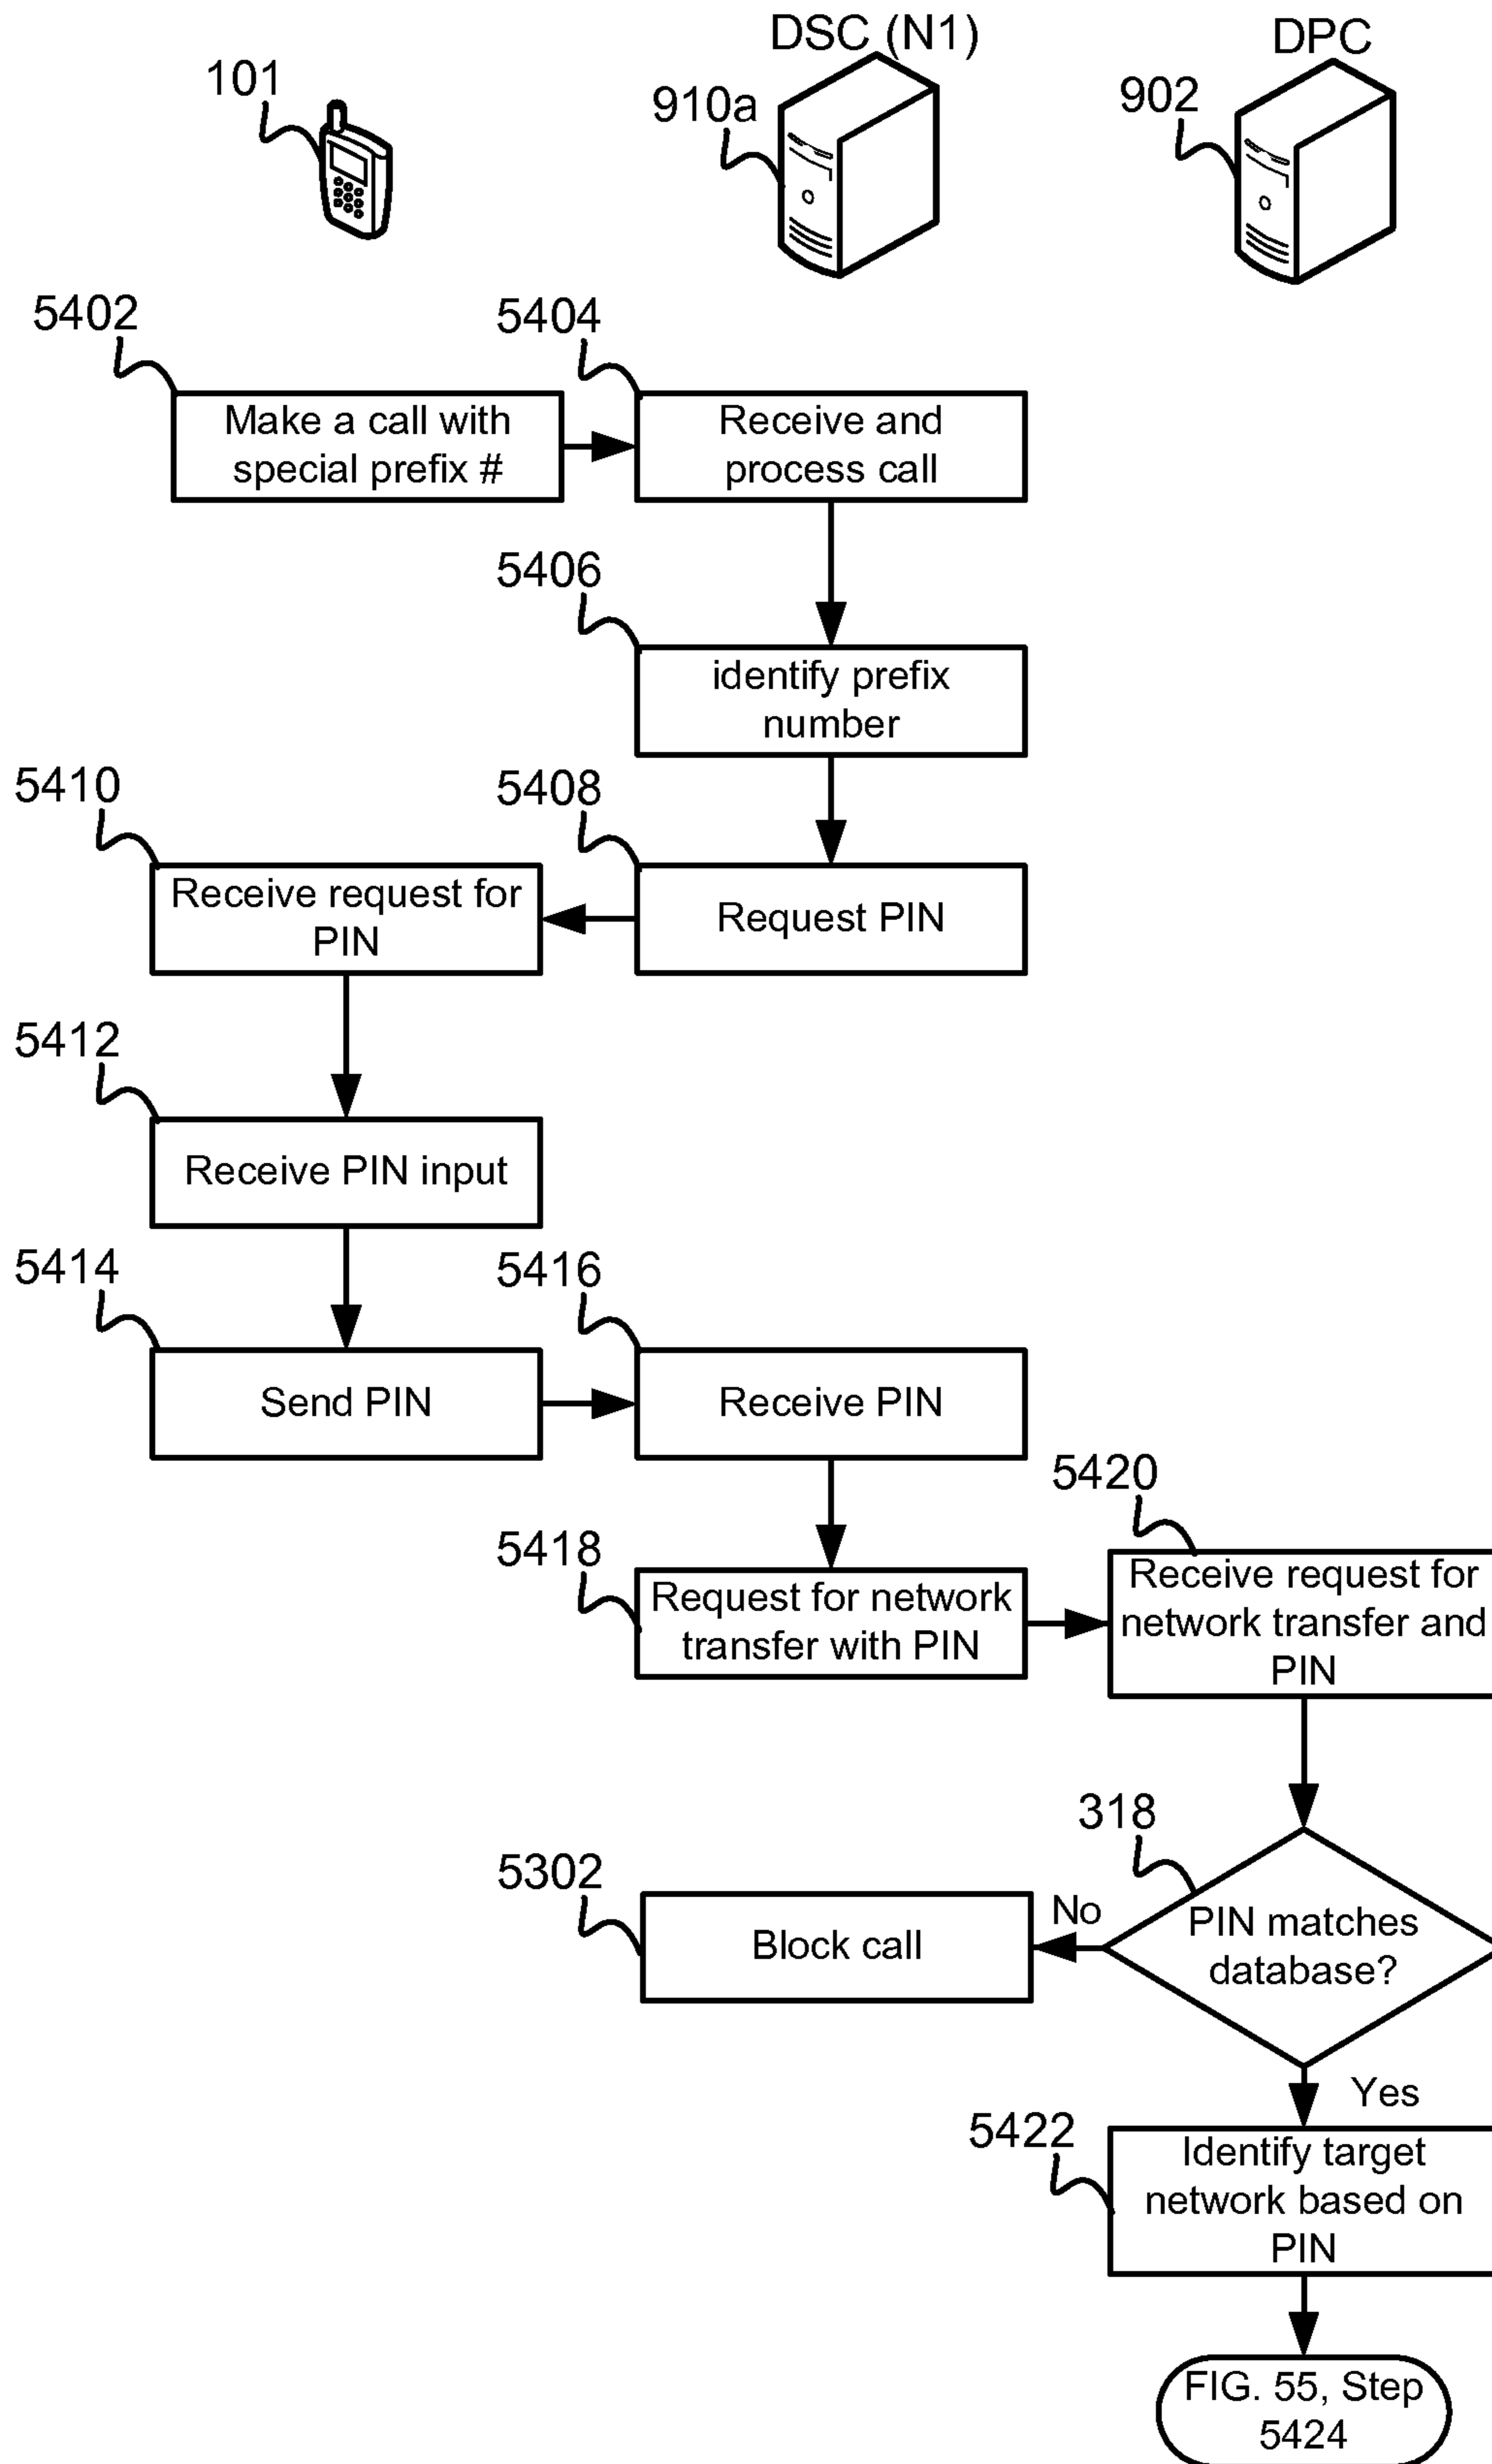 DSC (N1)
DPC
101
910a
902
5402
5404
Make a call with
special prefix #
Receive and
process call
5406
identify prefix
number
5410
5408
Receive request for
PIN
Request PIN
5412
Receive PIN input
5414
5416
Send PIN
Receive PIN
5420
5418
Request for network
transfer with PIN
Receive request for
network transfer and
PIN
318
5302
Block call
No
PIN matches
database?
Yes
5422
Identify target
network based on
PIN
FIG. 55, Step
5424